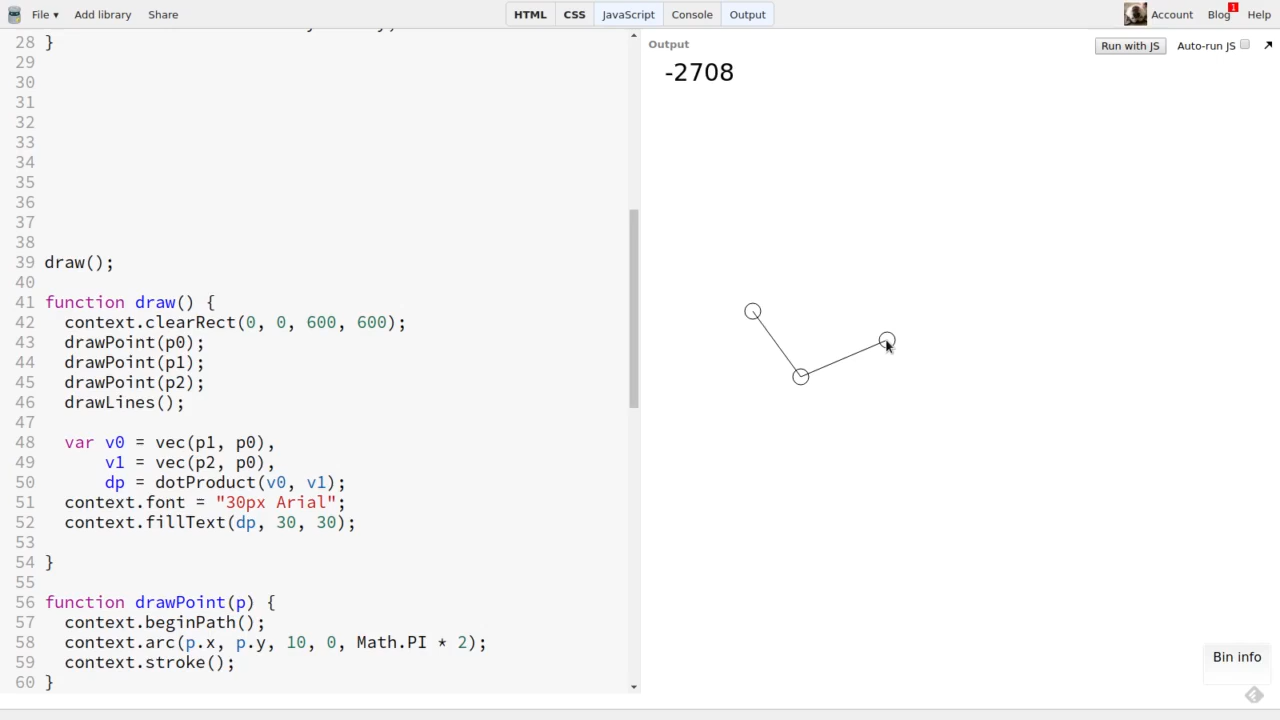 File ▾ Add library Share HTML CSS JavaScript Console Output Account Blog 1 Help
Output Run with JS Auto-run JS
-2708
28 }
29
30
31
32
33
34
35
36
37
38
39 draw();
40
41 function draw() {
42 context.clearRect(0, 0, 600, 600);
43 drawPoint(p0);
44 drawPoint(p1);
45 drawPoint(p2);
46 drawLines();
47
48 var v0 = vec(p1, p0),
49 v1 = vec(p2, p0),
50 dp = dotProduct(v0, v1);
51 context.font = "30px Arial";
52 context.fillText(dp, 30, 30);
53
54 }
55
56 function drawPoint(p) {
57 context.beginPath();
58 context.arc(p.x, p.y, 10, 0, Math.PI * 2);
59 context.stroke();
60 }
Bin info